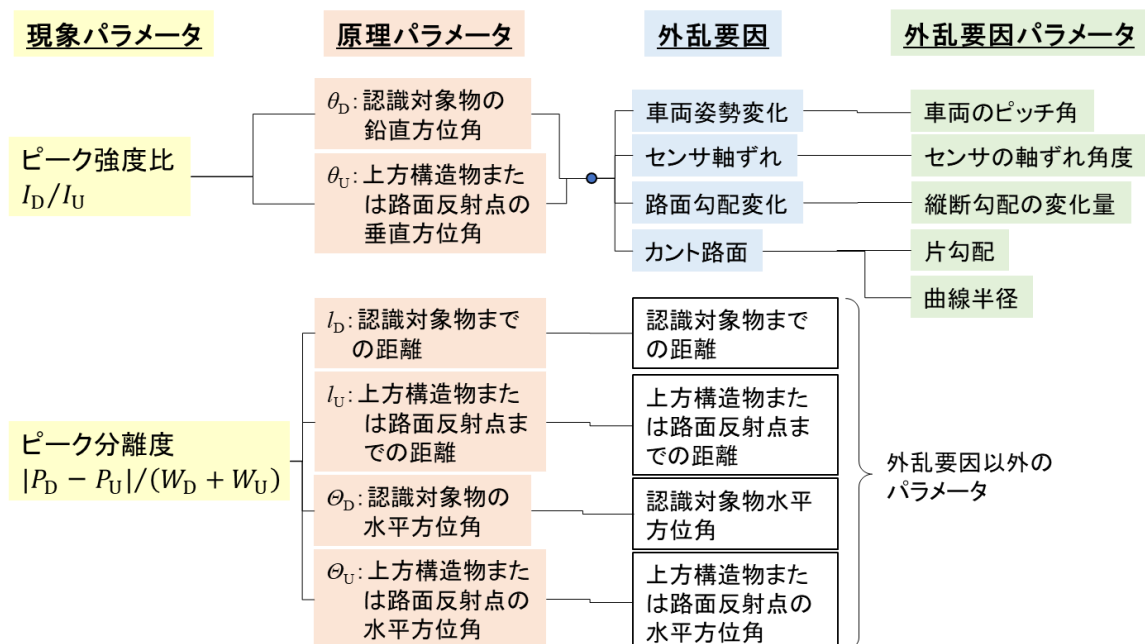 現象パラメータ
原理パラメータ
外乱要因
外乱要因パラメータ
ピーク強度比
I_D/I_U
θ_D:認識対象物の
鉛直方位角
θ_U:上方構造物また
は路面反射点の
垂直方位角
車両姿勢変化
車両のピッチ角
センサ軸ずれ
センサの軸ずれ角度
路面勾配変化
縦断勾配の変化量
カント路面
片勾配
曲線半径
ピーク分離度
|P_D − P_U|/(W_D + W_U)
l_D:認識対象物まで
の距離
l_U:上方構造物また
は路面反射点ま
での距離
Θ_D:認識対象物の
水平方位角
Θ_U:上方構造物また
は路面反射点の
水平方位角
認識対象物まで
の距離
上方構造物また
は路面反射点ま
での距離
認識対象物水平
方位角
上方構造物また
は路面反射点の
水平方位角
外乱要因以外の
パラメータ